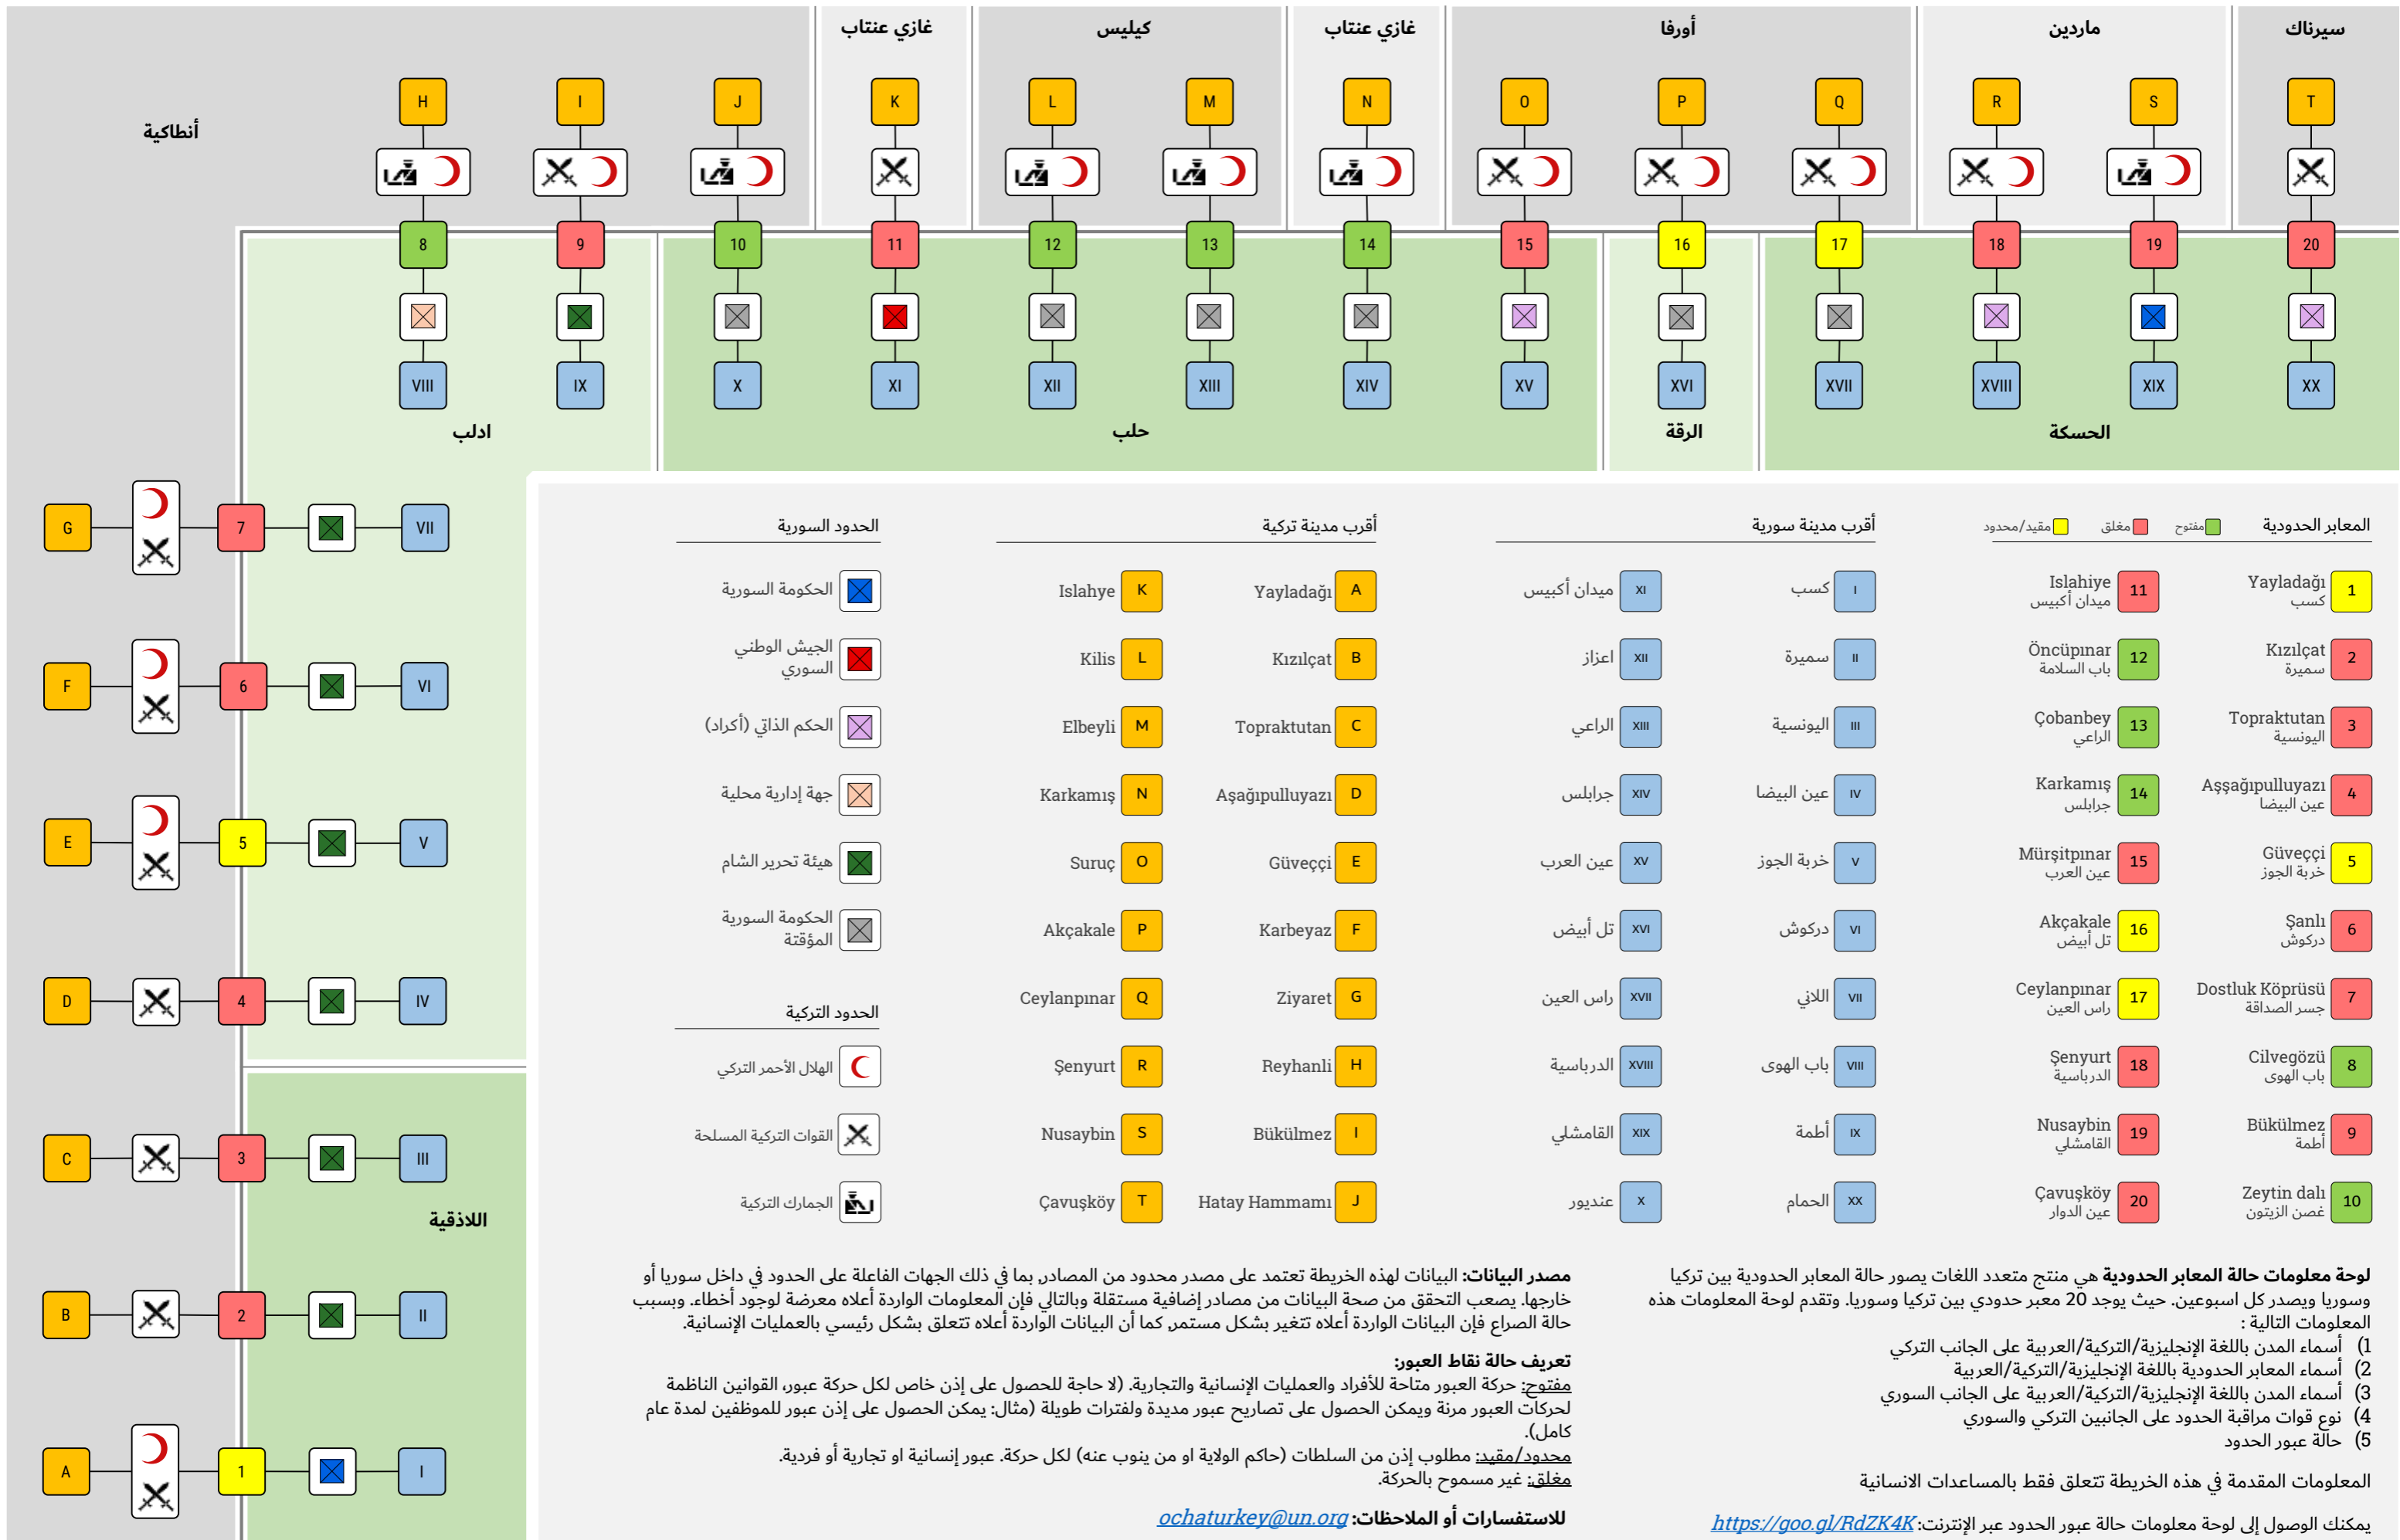 أنطاكية
غازي عنتاب
كيليس
غازي عنتاب
أورفا
ماردين
سيرناك
H I J K L M N O P Q R S T
8 9 10 11 12 13 14 15 16 17 18 19 20
VIII IX X XI XII XIII XIV XV XVI XVII XVIII XIX XX
ادلب
حلب
الرقة
الحسكة
G 7 VII
F 6 VI
E 5 V
D 4 IV
C 3 III
اللاذقية
B 2 II
A 1 I
المعابر الحدودية
مفتوح
مغلق
مقيد/محدود
1 Yayladağı
كسب
2 Kızılçat
سميرة
3 Topraktutan
اليونسية
4 Aşşağıpulluyazı
عين البيضا
5 Güveççi
خربة الجوز
6 Şanlı
دركوش
7 Dostluk Köprüsü
جسر الصداقة
8 Cilvegözü
باب الهوى
9 Bükülmez
أطمة
10 Zeytin dalı
غصن الزيتون
11 Islahiye
ميدان أكبيس
12 Öncüpınar
باب السلامة
13 Çobanbey
الراعي
14 Karkamış
جرابلس
15 Mürşitpınar
عين العرب
16 Akçakale
تل أبيض
17 Ceylanpınar
راس العين
18 Şenyurt
الدرباسية
19 Nusaybin
القامشلي
20 Çavuşköy
عين الدوار
أقرب مدينة سورية
I كسب
II سميرة
III اليونسية
IV عين البيضا
V خربة الجوز
VI دركوش
VII اللاني
VIII باب الهوى
IX أطمة
XX الحمام
XI ميدان أكبيس
XII اعزاز
XIII الراعي
XIV جرابلس
XV عين العرب
XVI تل أبيض
XVII راس العين
XVIII الدرباسية
XIX القامشلي
X عنديور
أقرب مدينة تركية
A Yayladağı
B Kızılçat
C Topraktutan
D Aşağıpulluyazı
E Güveççi
F Karbeyaz
G Ziyaret
H Reyhanli
I Bükülmez
J Hatay Hammamı
K Islahye
L Kilis
M Elbeyli
N Karkamış
O Suruç
P Akçakale
Q Ceylanpınar
R Şenyurt
S Nusaybin
T Çavuşköy
الحدود السورية
الحكومة السورية
الجيش الوطني
السوري
الحكم الذاتي (أكراد)
جهة إدارية محلية
هيئة تحرير الشام
الحكومة السورية
المؤقتة
الحدود التركية
الهلال الأحمر التركي
القوات التركية المسلحة
الجمارك التركية
لوحة معلومات حالة المعابر الحدودية هي منتج متعدد اللغات يصور حالة المعابر الحدودية بين تركيا
وسوريا ويصدر كل اسبوعين. حيث يوجد 20 معبر حدودي بين تركيا وسوريا. وتقدم لوحة المعلومات هذه
المعلومات التالية :
1) أسماء المدن باللغة الإنجليزية/التركية/العربية على الجانب التركي
2) أسماء المعابر الحدودية باللغة الإنجليزية/التركية/العربية
3) أسماء المدن باللغة الإنجليزية/التركية/العربية على الجانب السوري
4) نوع قوات مراقبة الحدود على الجانبين التركي والسوري
5) حالة عبور الحدود
المعلومات المقدمة في هذه الخريطة تتعلق فقط بالمساعدات الانسانية
يمكنك الوصول إلى لوحة معلومات حالة عبور الحدود عبر الإنترنت: https://goo.gl/RdZK4K
مصدر البيانات: البيانات لهذه الخريطة تعتمد على مصدر محدود من المصادر، بما في ذلك الجهات الفاعلة على الحدود في داخل سوريا أو
خارجها. يصعب التحقق من صحة البيانات من مصادر إضافية مستقلة وبالتالي فإن المعلومات الواردة أعلاه معرضة لوجود أخطاء. وبسبب
حالة الصراع فإن البيانات الواردة أعلاه تتغير بشكل مستمر، كما أن البيانات الواردة أعلاه تتعلق بشكل رئيسي بالعمليات الإنسانية.
تعريف حالة نقاط العبور:
مفتوح: حركة العبور متاحة للأفراد والعمليات الإنسانية والتجارية. (لا حاجة للحصول على إذن خاص لكل حركة عبور، القوانين الناظمة
لحركات العبور مرنة ويمكن الحصول على تصاريح عبور مديدة ولفترات طويلة (مثال: يمكن الحصول على إذن عبور للموظفين لمدة عام
كامل).
محدود/مقيد: مطلوب إذن من السلطات (حاكم الولاية او من ينوب عنه) لكل حركة. عبور إنسانية او تجارية أو فردية.
مغلق: غير مسموح بالحركة.
للاستفسارات أو الملاحظات: ochaturkey@un.org